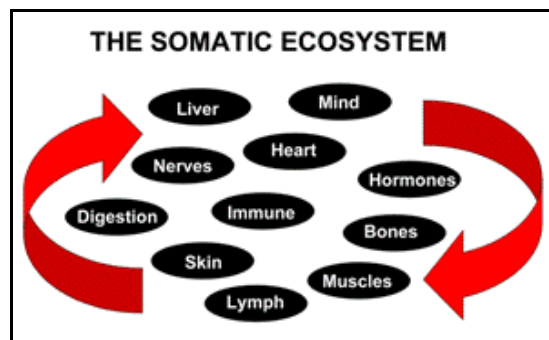 THE SOMATIC ECOSYSTEM
Liver
Mind
Nerves
Heart
Hormones
Digestion
Immune
Bones
Skin
Muscles
Lymph